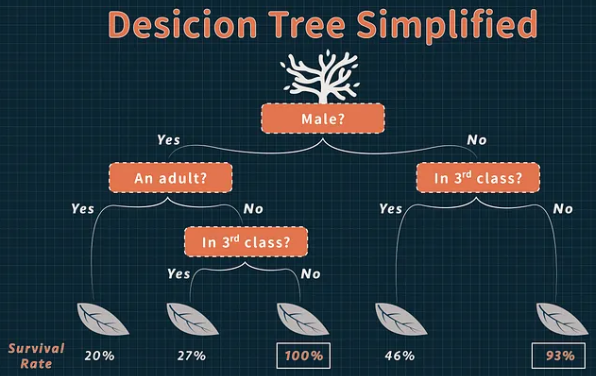 Desicion Tree Simplified
Male?
Yes
No
An adult?
In 3rd class?
Yes
No
Yes
No
In 3rd class?
Yes
No
Survival
Rate
20%
27%
100%
46%
93%